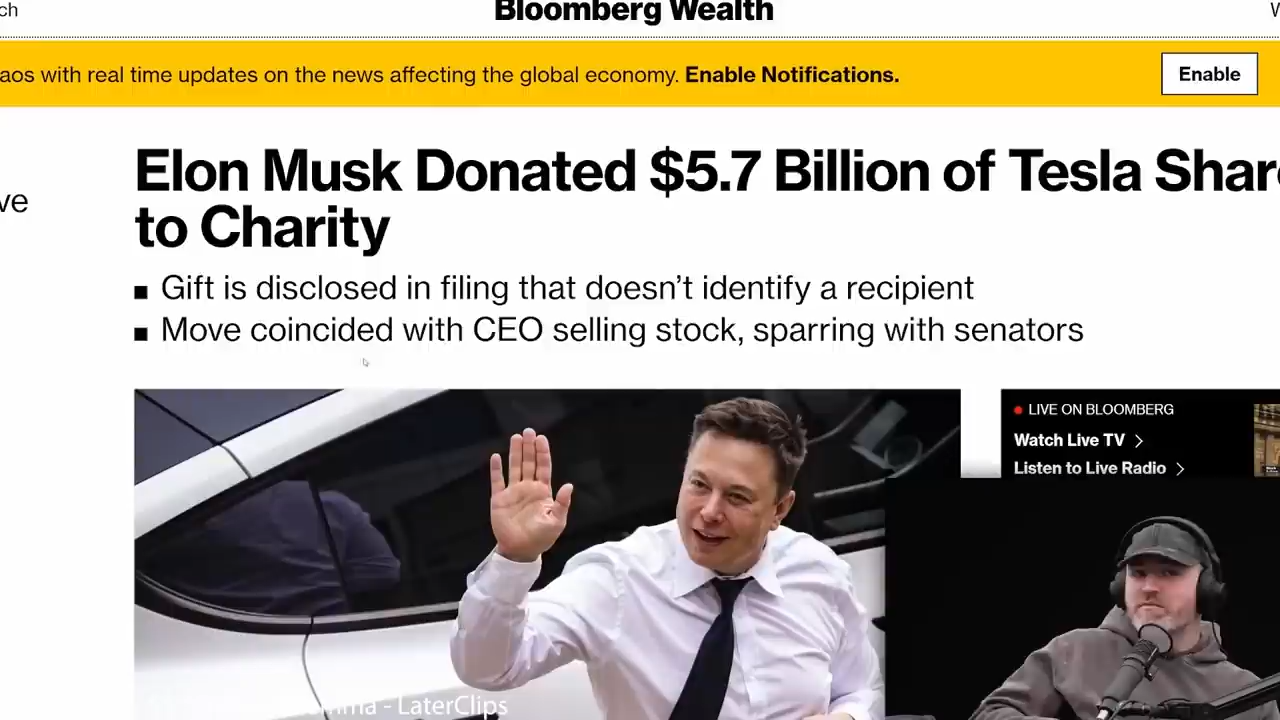 Bloomberg Wealth
aos with real time updates on the news affecting the global economy. Enable Notifications.
Enable
Elon Musk Donated $5.7 Billion of Tesla Shar
to Charity
ve
■ Gift is disclosed in filing that doesn't identify a recipient
■ Move coincided with CEO selling stock, sparring with senators
LIVE ON BLOOMBERG
Watch Live TV >
Listen to Live Radio >
- LaterClips